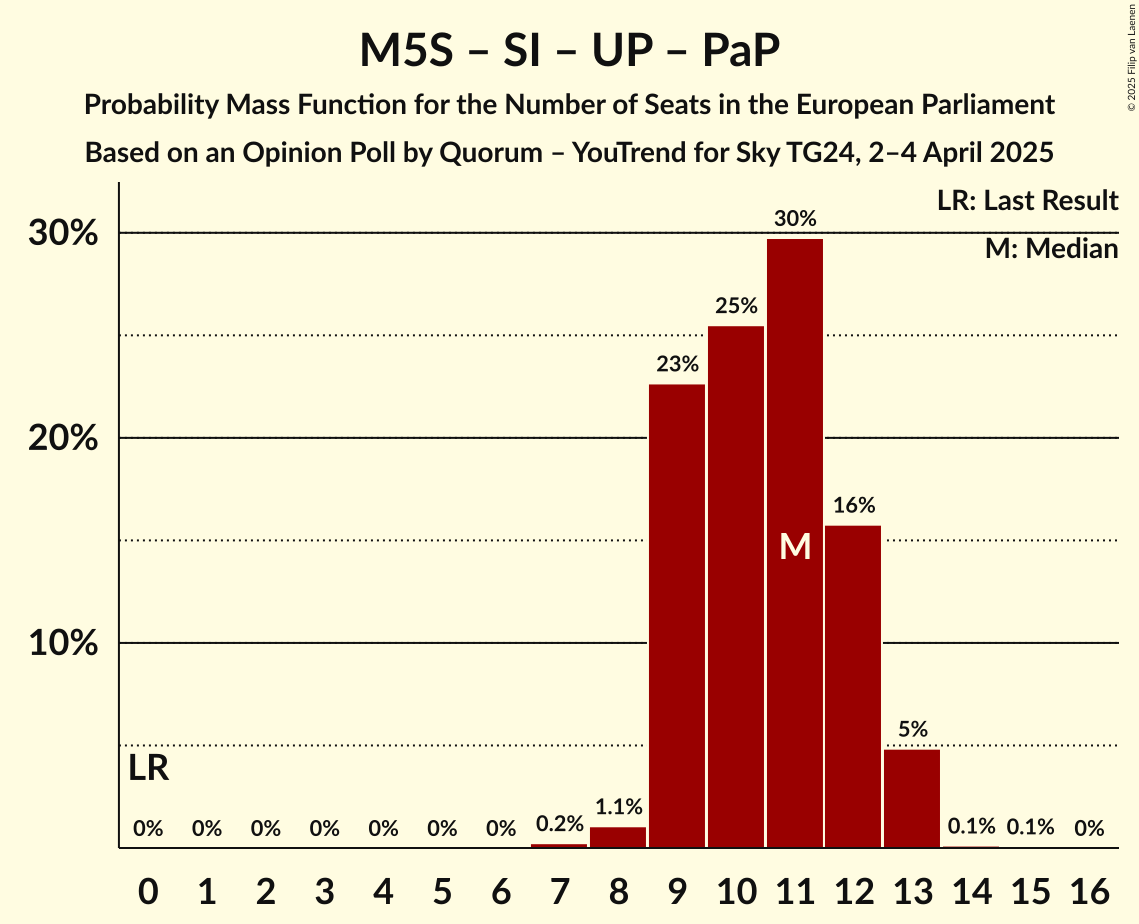 M5S – SI – UP – PaP
Probability Mass Function for the Number of Seats in the European Parliament
Based on an Opinion Poll by Quorum – YouTrend for Sky TG24, 2–4 April 2025
© 2025 Filip van Laenen
LR: Last Result
M: Median
30%
20%
10%
30%
25%
23%
16%
M
5%
LR
0% 0% 0% 0% 0% 0% 0% 0.2% 1.1% 0.1% 0.1% 0%
0 1 2 3 4 5 6 7 8 9 10 11 12 13 14 15 16